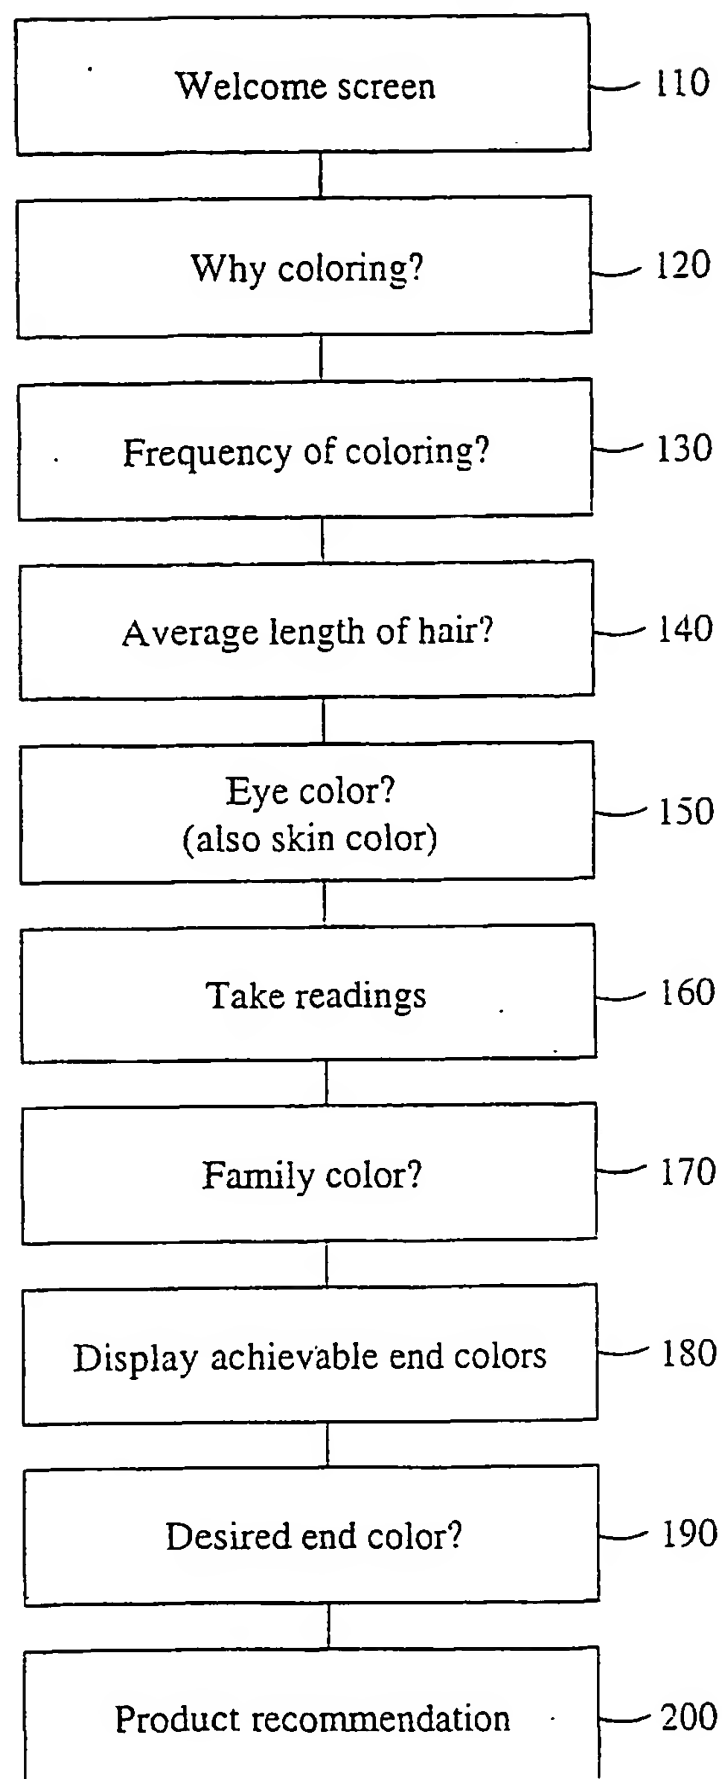 Welcome screen 110
Why coloring? 120
Frequency of coloring? 130
Average length of hair? 140
Eye color? 150
(also skin color)
Take readings 160
Family color? 170
Display achievable end colors 180
Desired end color? 190
Product recommendation 200